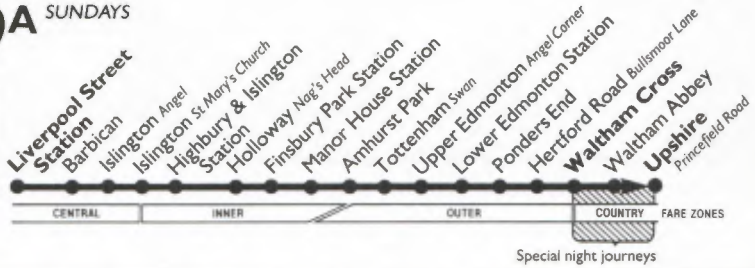 A SUNDAYS
Liverpool Street
Station
Barbican
Islington Angel
Islington St Mary's Church
Highbury & Islington
Station
Holloway Nag's Head
Finsbury Park Station
Manor House Station
Amhurst Park
Tottenham Swan
Upper Edmonton Angel Corner
Lower Edmonton Station
Ponders End
Hertford Road Bullsmoor Lane
Waltham Cross
Waltham Abbey
Upshire
Princefield Road
CENTRAL INNER OUTER COUNTRY FARE ZONES
Special night journeys